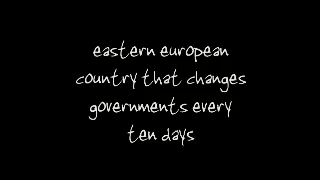 eastern european
country that changes
governments every
ten days